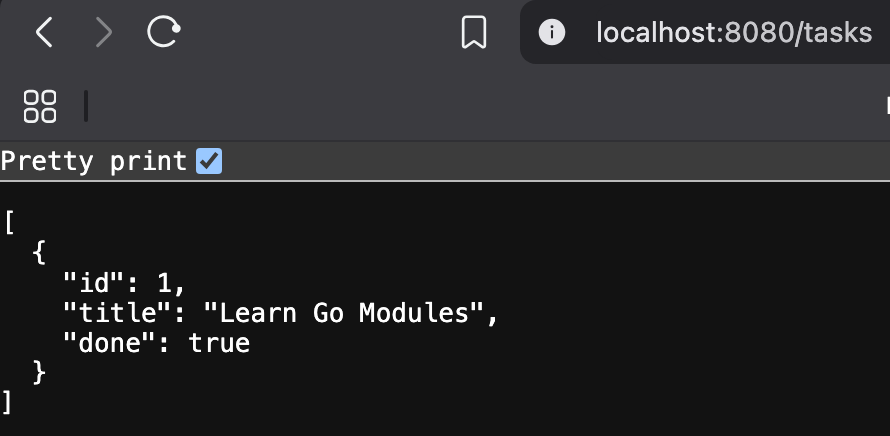 localhost:8080/tasks
Pretty print
[
  {
    "id": 1,
    "title": "Learn Go Modules",
    "done": true
  }
]